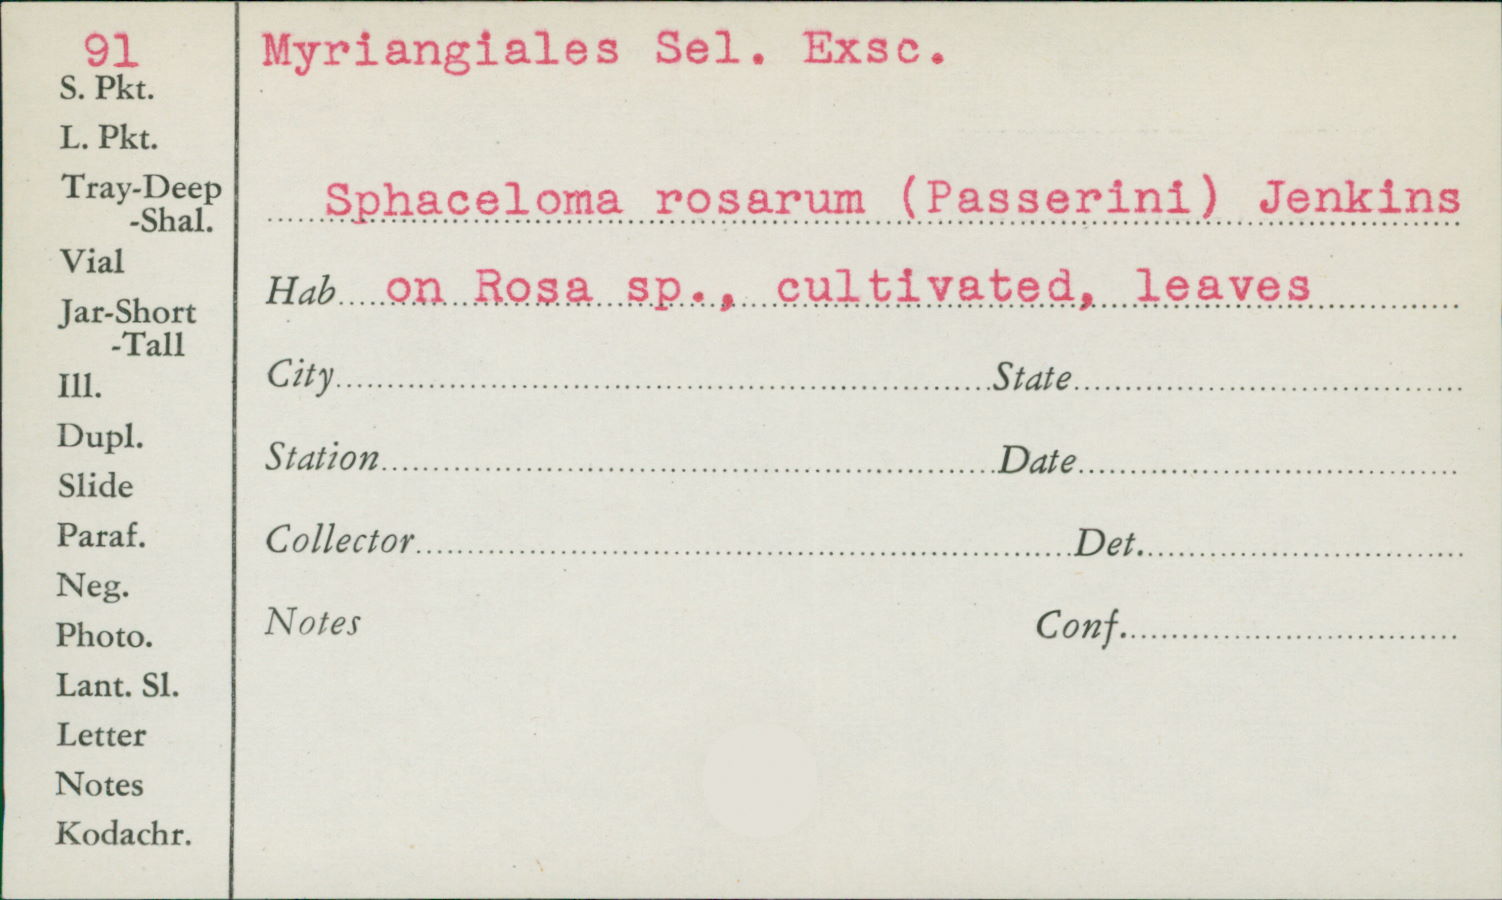 91
S. Pkt.
L. Pkt.
Tray-Deep
-Shal.
Vial
Jar-Short
-Tall
Ill.
Dupl.
Slide
Paraf.
Neg.
Photo.
Lant. Sl.
Letter
Notes
Kodachr.
Myriangiales Sel. Exsc.
Sphaceloma rosarum (Passerini) Jenkins
Hab on Rosa sp., cultivated, leaves
City State
Station Date
Collector Det.
Notes Conf.